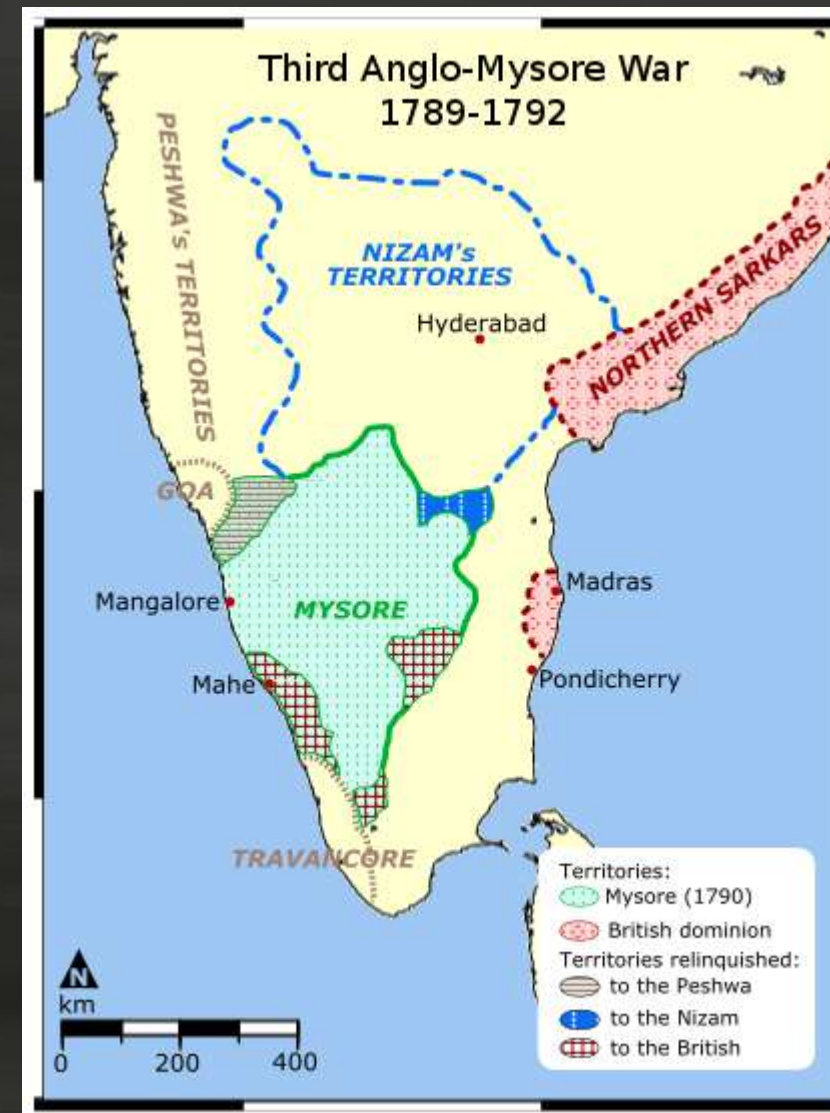 Third Anglo-Mysore War
1789-1792
PESHWA's TERRITORIES
NIZAM's
TERRITORIES
Hyderabad
NORTHERN SARKARS
GOA
Mangalore
MYSORE
Madras
Mahe
Pondicherry
TRAVANCORE
Territories:
Mysore (1790)
British dominion
Territories relinquished:
to the Peshwa
to the Nizam
to the British
N
km
0 200 400